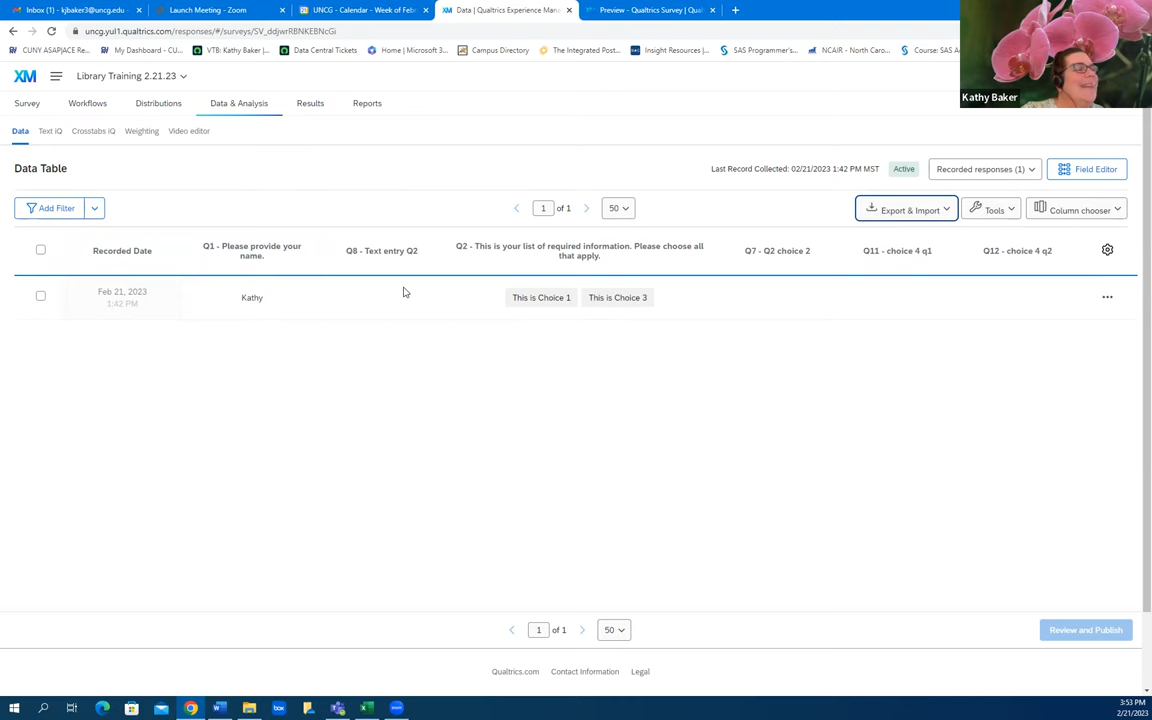 Inbox (1) - kjbaker3@uncg.edu - Launch Meeting - Zoom UNCG - Calendar - Week of Feb Data | Qualtrics Experience Man Preview - Qualtrics Survey | Qual
uncg.yul1.qualtrics.com/responses/#/surveys/SV_ddjwrRBNKEBNcGi
CUNY ASAP|ACE Re... My Dashboard - CU... VTB: Kathy Baker |... Data Central Tickets Home | Microsoft 3... Campus Directory The Integrated Post... Insight Resources |... SAS Programmer's... NCAIR - North Caro... Course: SAS
Kathy Baker
XM Library Training 2.21.23
Survey Workflows Distributions Data & Analysis Results Reports
Data Text iQ Crosstabs iQ Weighting Video editor
Data Table Last Record Collected: 02/21/2023 1:42 PM MST Active Recorded responses (1) Field Editor
Add Filter 1 of 1 50 Export & Import Tools Column chooser
Recorded Date Q1 - Please provide your name. Q8 - Text entry Q2 Q2 - This is your list of required information. Please choose all that apply. Q7 - Q2 choice 2 Q11 - choice 4 q1 Q12 - choice 4 q2
Feb 21, 2023 1:42 PM Kathy This is Choice 1 This is Choice 3
1 of 1 50 Review and Publish
Qualtrics.com Contact Information Legal
3:53 PM
2/21/2023